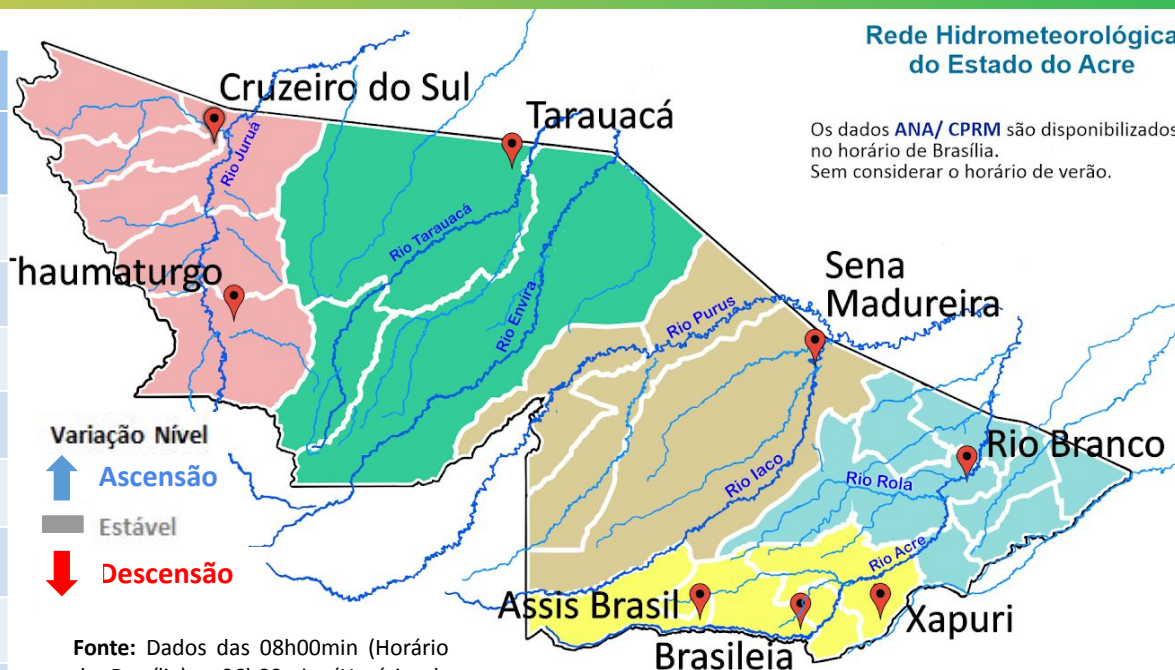 Rede Hidrometeorológica
do Estado do Acre
Os dados ANA/ CPRM são disponibilizados
no horário de Brasília.
Sem considerar o horário de verão.
Cruzeiro do Sul
Tarauacá
Rio Juruá
Rio Tarauacá
Thaumaturgo
Rio Envira
Sena
Madureira
Rio Purus
Variação Nível
Ascensão
Estável
Descensão
Rio Branco
Rio Iaco
Rio Rola
Rio Acre
Assis Brasil
Xapuri
Brasileia
Fonte: Dados das 08h00min (Horário